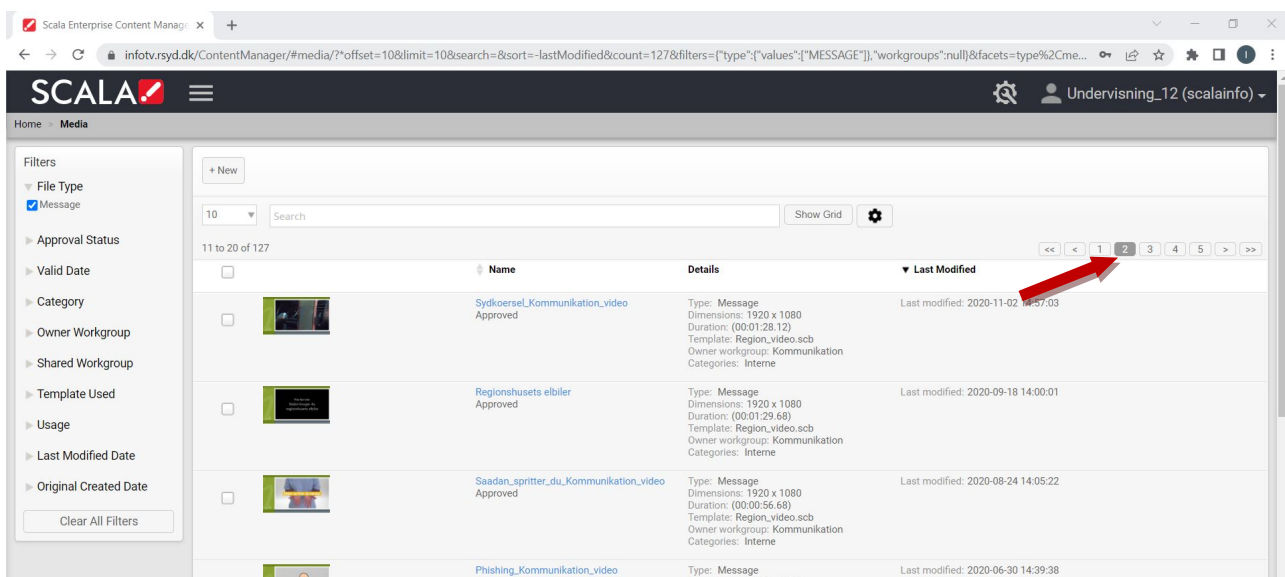 Scala Enterprise Content Manage
infotv.rsyd.dk/ContentManager/#media/?*offset=10&limit=10&search=&sort=-lastModified&count=127&filters={"type":{"values":["MESSAGE"]},"workgroups":null}&facets=type%2Cme...
SCALA
Undervisning_12 (scalainfo)
Home > Media
Filters
File Type
Message
Approval Status
Valid Date
Category
Owner Workgroup
Shared Workgroup
Template Used
Usage
Last Modified Date
Original Created Date
Clear All Filters
+ New
10 Search Show Grid
11 to 20 of 127 << < 1 2 3 4 5 > >>
Name Details Last Modified
Sydkoersel_Kommunikation_video
Approved
Type: Message
Dimensions: 1920 x 1080
Duration: (00:01:28.12)
Template: Region_video.scb
Owner workgroup: Kommunikation
Categories: Interne
Last modified: 2020-11-02 14:57:03
Regionshusets elbiler
Approved
Type: Message
Dimensions: 1920 x 1080
Duration: (00:01:29.68)
Template: Region_video.scb
Owner workgroup: Kommunikation
Categories: Interne
Last modified: 2020-09-18 14:00:01
Saadan_spritter_du_Kommunikation_video
Approved
Type: Message
Dimensions: 1920 x 1080
Duration: (00:00:56.68)
Template: Region_video.scb
Owner workgroup: Kommunikation
Categories: Interne
Last modified: 2020-08-24 14:05:22
Phishing_Kommunikation_video
Type: Message
Last modified: 2020-06-30 14:39:38